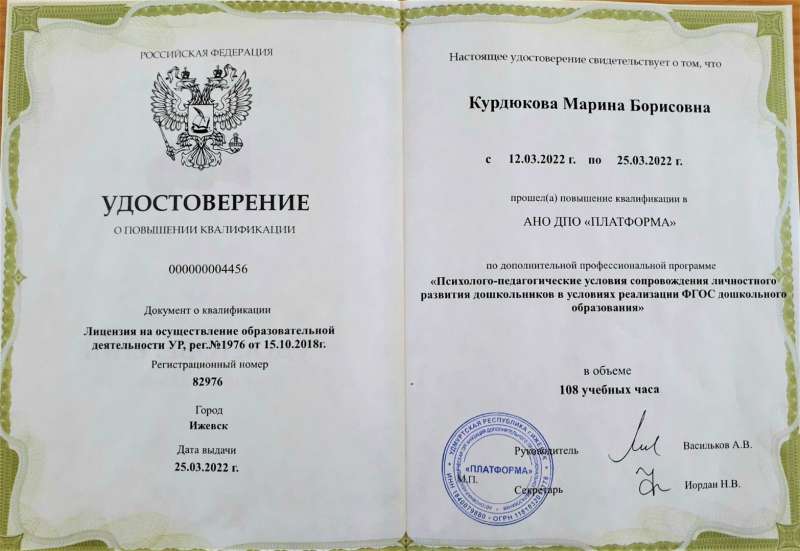 РОССИЙСКАЯ ФЕДЕРАЦИЯ
УДОСТОВЕРЕНИЕ
О ПОВЫШЕНИИ КВАЛИФИКАЦИИ
000000004456
Документ о квалификации
Лицензия на осуществление образовательной
деятельности УР, рег.№1976 от 15.10.2018г.
Регистрационный номер
82976
Город
Ижевск
Дата выдачи
25.03.2022 г.
Настоящее удостоверение свидетельствует о том, что
Курдюкова Марина Борисовна
с 12.03.2022 г. по 25.03.2022 г.
прошел(а) повышение квалификации в
АНО ДПО «ПЛАТФОРМА»
по дополнительной профессиональной программе
«Психолого-педагогические условия сопровождения личностного
развития дошкольников в условиях реализации ФГОС дошкольного
образования»
в объеме
108 учебных часа
Руководитель Васильков А.В.
М.П.
Секретарь Иордан Н.В.
УДМУРТСКАЯ РЕСПУБЛИКА г.ИЖЕВСК
«ПЛАТФОРМА»